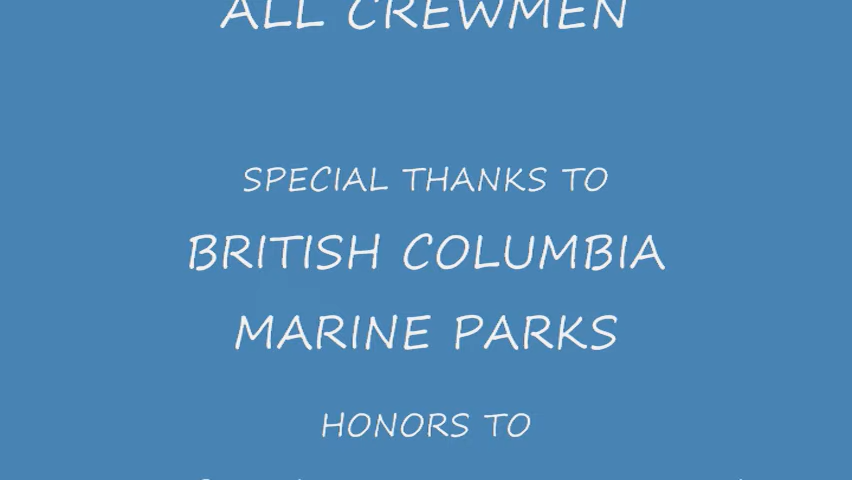 ALL CREWMEN
SPECIAL THANKS TO
BRITISH COLUMBIA
MARINE PARKS
HONORS TO